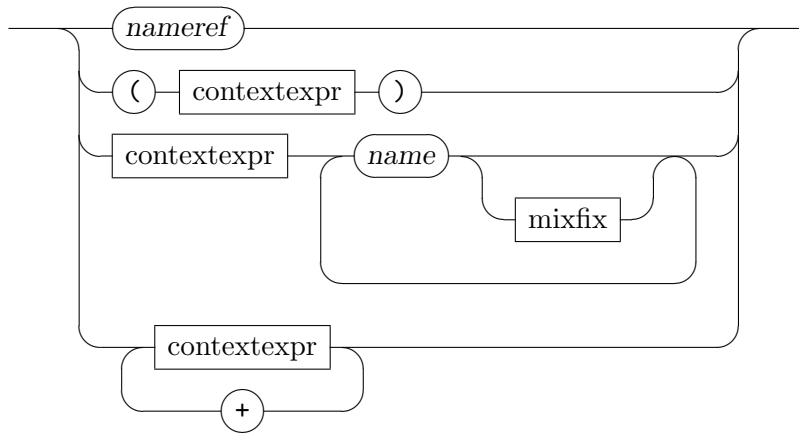 nameref
( contextexpr )
contextexpr name
mixfix
contextexpr
+